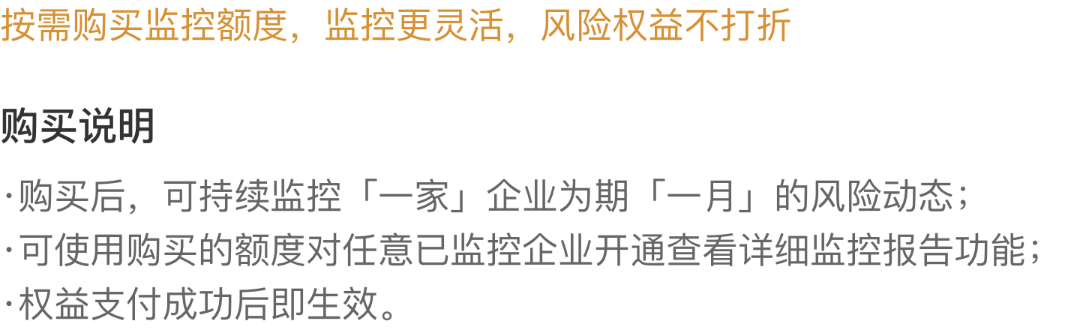 按需购买监控额度，监控更灵活，风险权益不打折
购买说明
·购买后，可持续监控「一家」企业为期「一月」的风险动态；
·可使用购买的额度对任意已监控企业开通查看详细监控报告功能；
·权益支付成功后即生效。